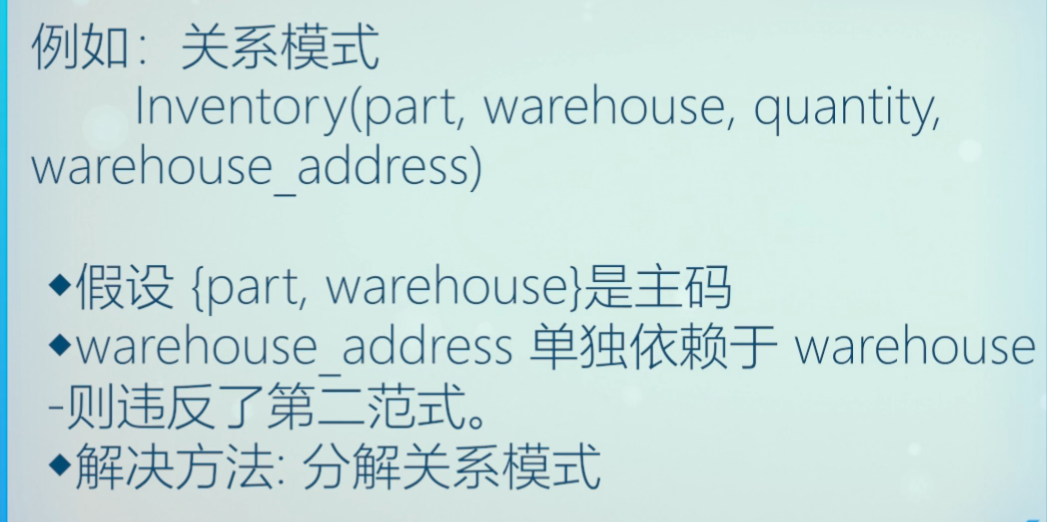 例如：关系模式
Inventory(part, warehouse, quantity,
warehouse_address)
◆假设 {part, warehouse}是主码
◆warehouse_address 单独依赖于 warehouse
-则违反了第二范式。
◆解决方法: 分解关系模式